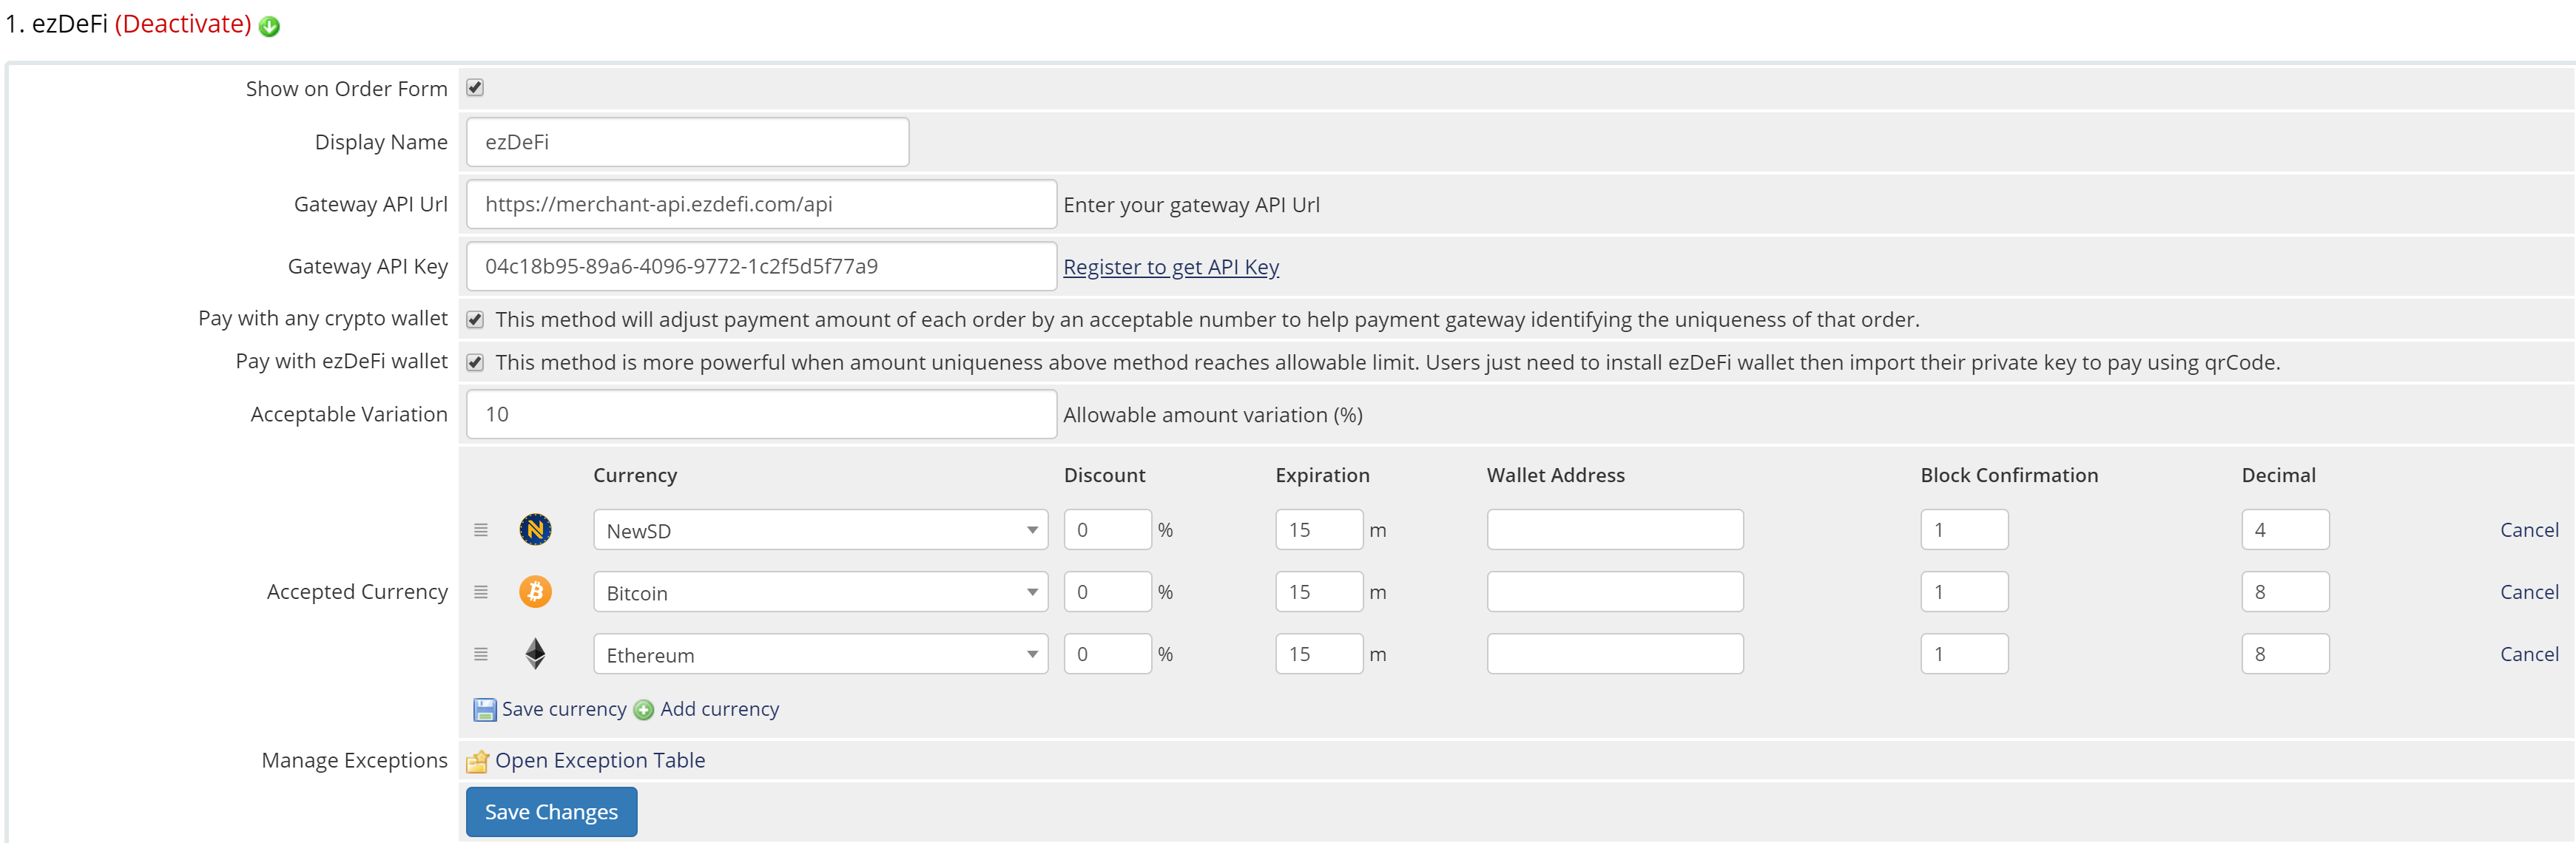 1. ezDeFi (Deactivate)
Show on Order Form
Display Name ezDeFi
Gateway API Url https://merchant-api.ezdefi.com/api Enter your gateway API Url
Gateway API Key 04c18b95-89a6-4096-9772-1c2f5d5f77a9 Register to get API Key
Pay with any crypto wallet This method will adjust payment amount of each order by an acceptable number to help payment gateway identifying the uniqueness of that order.
Pay with ezDeFi wallet This method is more powerful when amount uniqueness above method reaches allowable limit. Users just need to install ezDeFi wallet then import their private key to pay using qrCode.
Acceptable Variation 10 Allowable amount variation (%)
Currency Discount Expiration Wallet Address Block Confirmation Decimal
NewSD 0 % 15 m 1 4 Cancel
Accepted Currency Bitcoin 0 % 15 m 1 8 Cancel
Ethereum 0 % 15 m 1 8 Cancel
Save currency Add currency
Manage Exceptions Open Exception Table
Save Changes